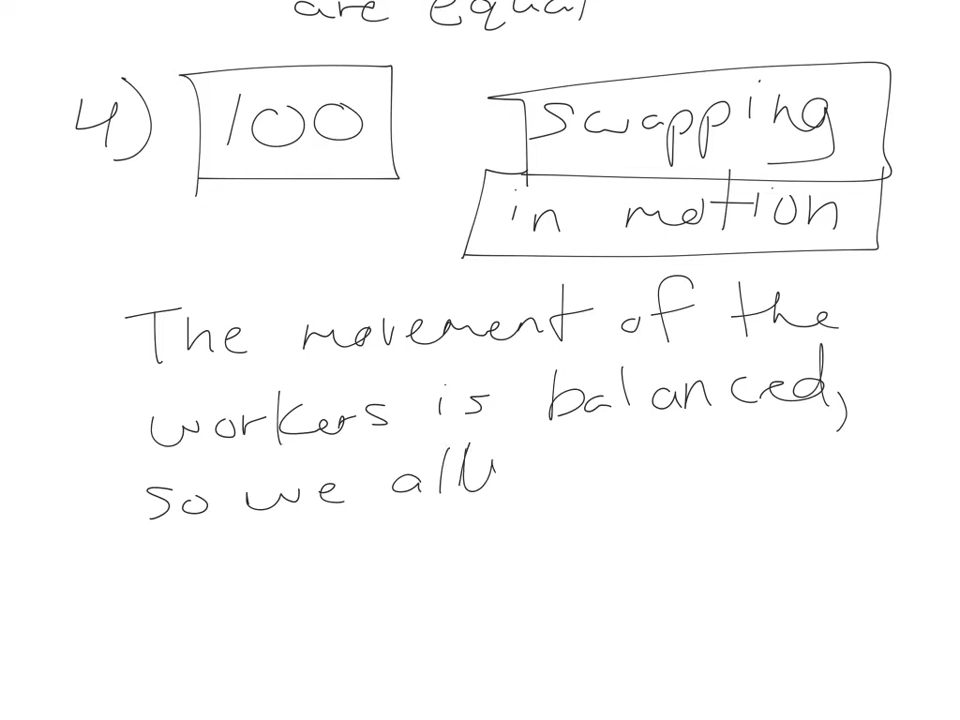 are equal
4) 100 swapping
in motion
The movement of the
workers is balanced,
so we all